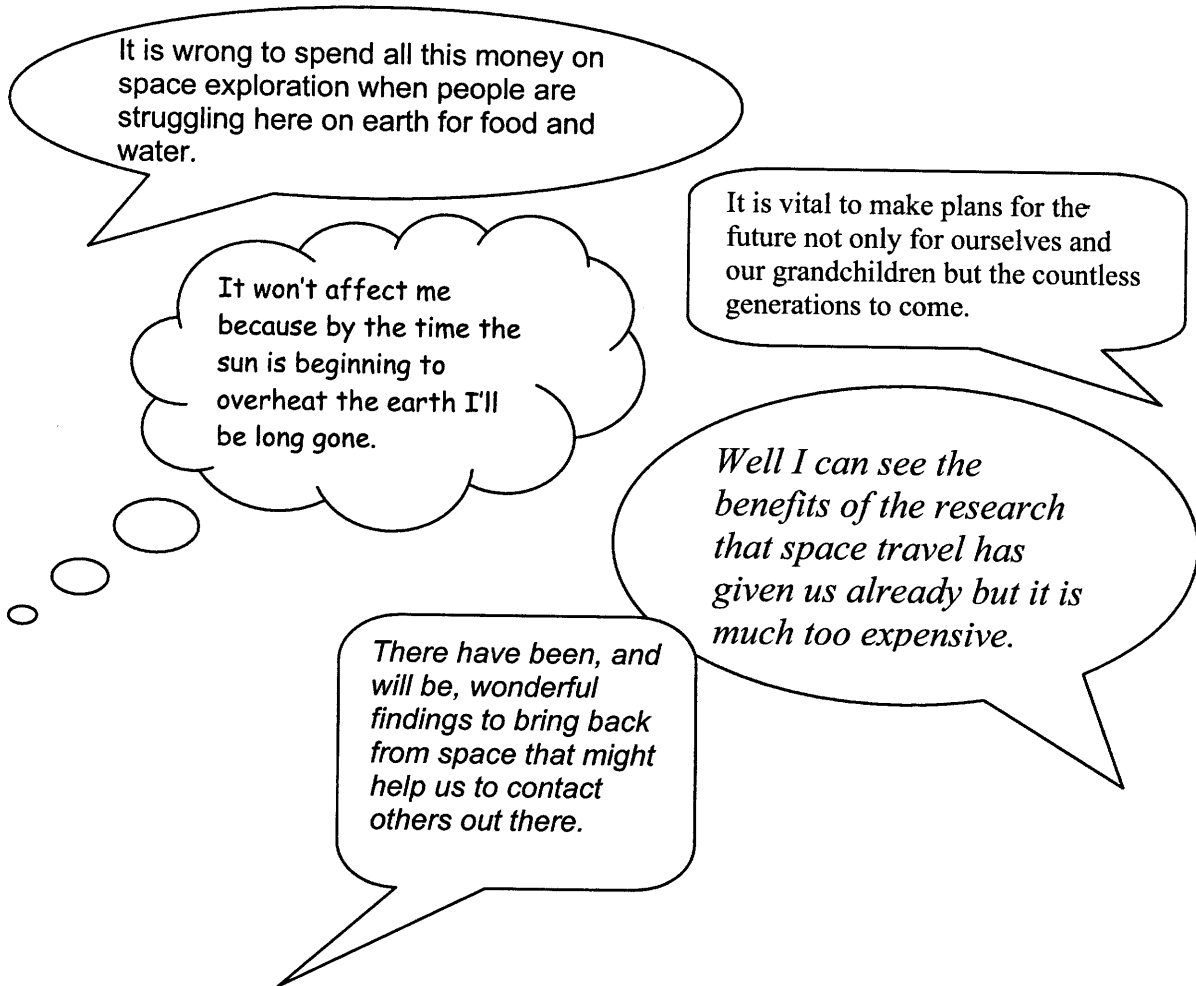 It is wrong to spend all this money on
space exploration when people are
struggling here on earth for food and
water.
It is vital to make plans for the
future not only for ourselves and
our grandchildren but the countless
generations to come.
It won't affect me
because by the time the
sun is beginning to
overheat the earth I'll
be long gone.
Well I can see the
benefits of the research
that space travel has
given us already but it is
much too expensive.
There have been, and
will be, wonderful
findings to bring back
from space that might
help us to contact
others out there.